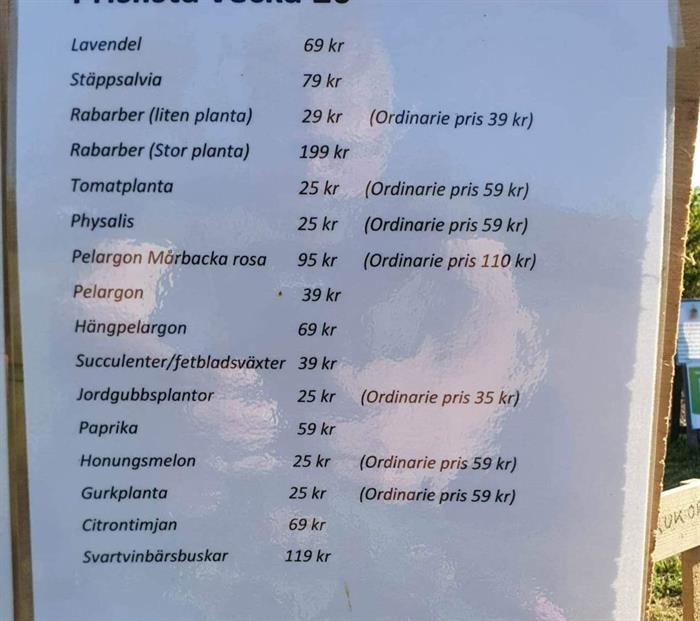 Prislista vecka 26
Lavendel 69 kr
Stäppsalvia 79 kr
Rabarber (liten planta) 29 kr (Ordinarie pris 39 kr)
Rabarber (Stor planta) 199 kr
Tomatplanta 25 kr (Ordinarie pris 59 kr)
Physalis 25 kr (Ordinarie pris 59 kr)
Pelargon Mårbacka rosa 95 kr (Ordinarie pris 110 kr)
Pelargon 39 kr
Hängpelargon 69 kr
Succulenter/fetbladsväxter 39 kr
Jordgubbsplantor 25 kr (Ordinarie pris 35 kr)
Paprika 59 kr
Honungsmelon 25 kr (Ordinarie pris 59 kr)
Gurkplanta 25 kr (Ordinarie pris 59 kr)
Citrontimjan 69 kr
Svartvinbärsbuskar 119 kr